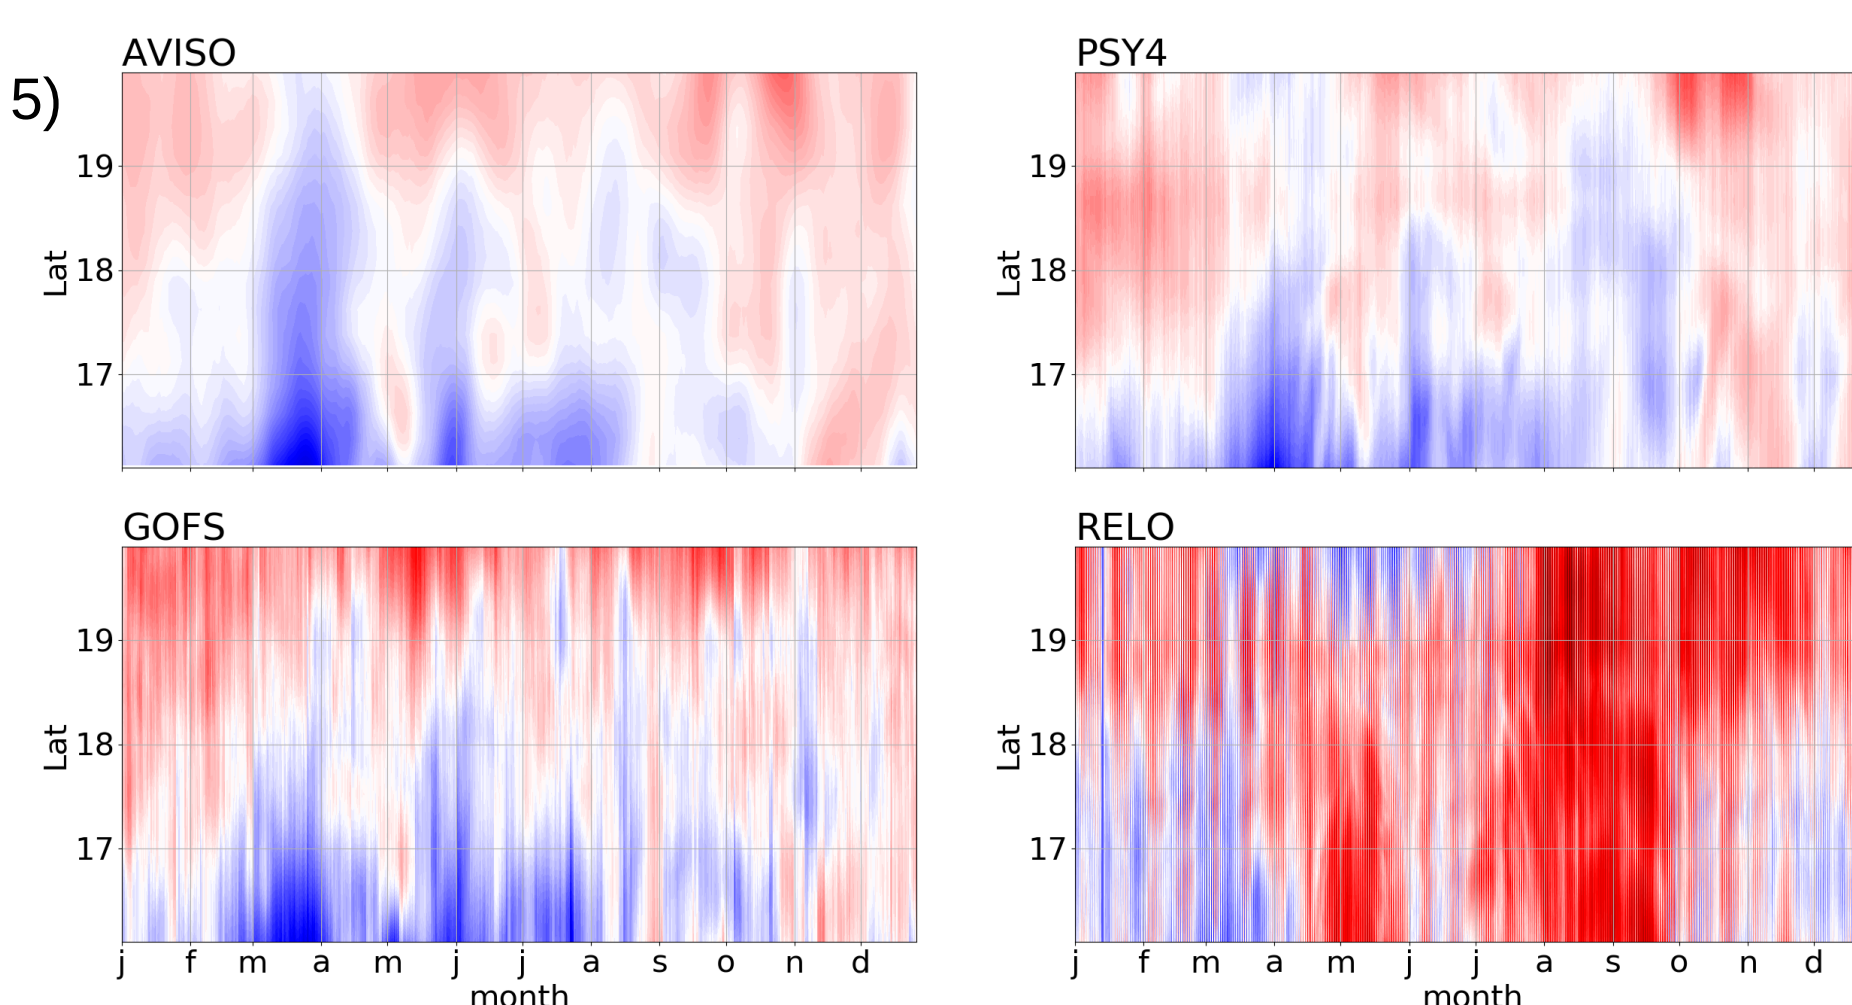 AVISO
PSY4
5)
19
18
17
Lat
19
18
17
Lat
GOFS
RELO
19
18
17
Lat
19
18
17
Lat
j f m a m j j a s o n d
j f m a m j j a s o n d
month
month